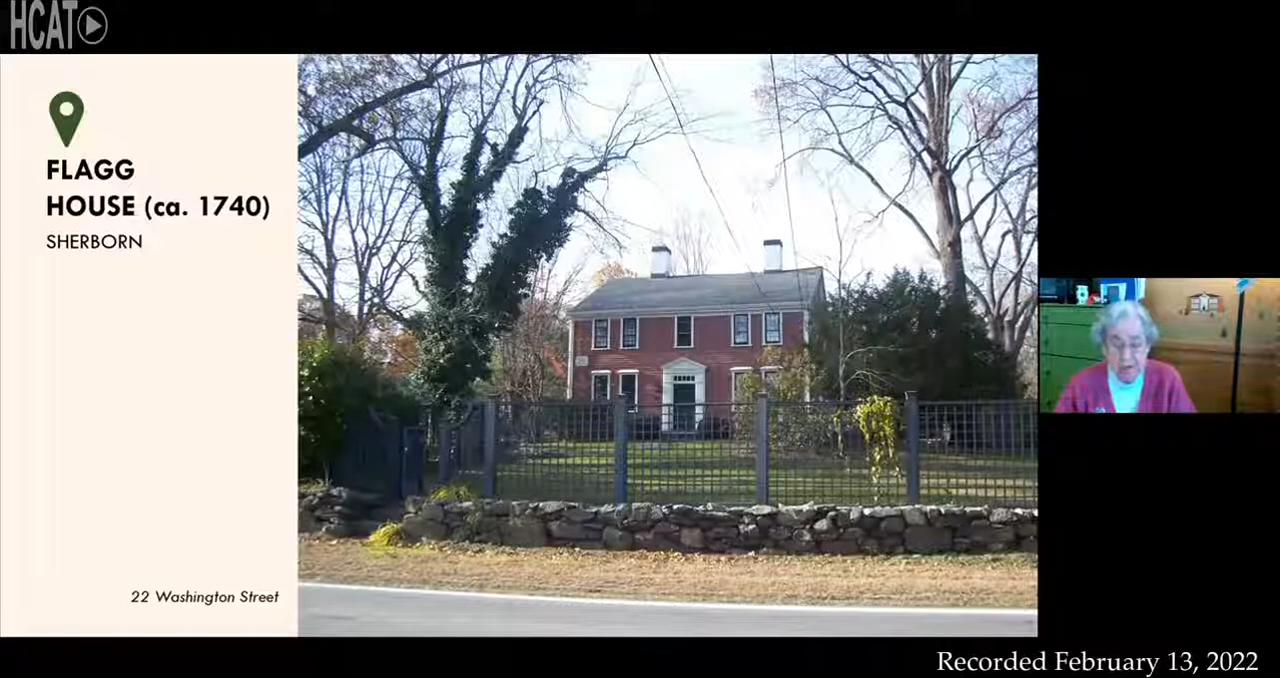 HCAT
FLAGG
HOUSE (ca. 1740)
SHERBORN
22 Washington Street
Recorded February 13, 2022